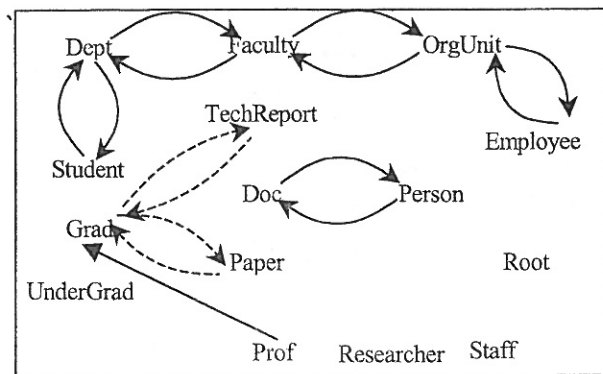 Dept Faculty OrgUnit
TechReport
Employee
Student
Doc Person
Grad
Paper Root
UnderGrad
Prof Researcher Staff